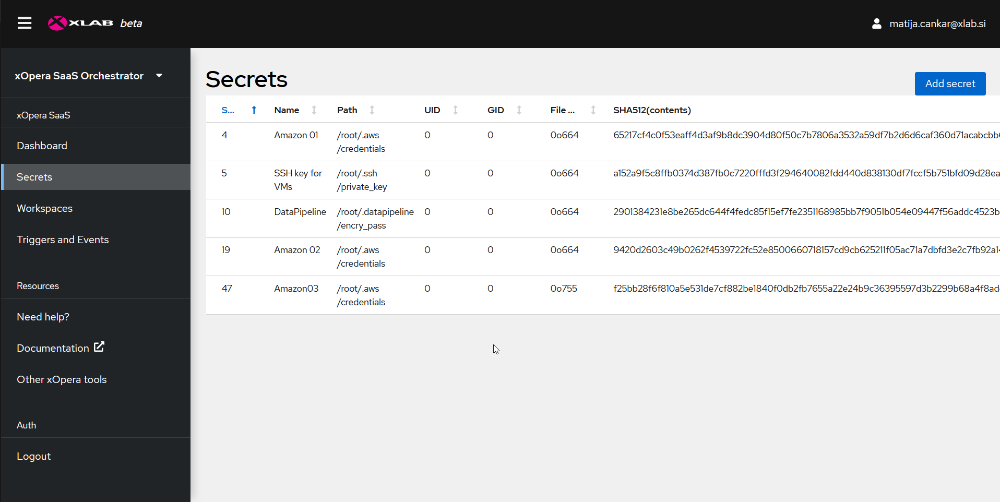 XLAB beta
matija.cankar@xlab.si
xOpera SaaS Orchestrator
xOpera SaaS
Dashboard
Secrets
Workspaces
Triggers and Events
Resources
Need help?
Documentation
Other xOpera tools
Auth
Logout
Secrets
Add secret
S... Name Path UID GID File ... SHA512(contents)
4 Amazon 01 /root/.aws 0 0 0o664 65217cf4c0f53eaff4d3af9b8dc3904d80f50c7b7806a3532a59df7b2d6d6caf360d71acabcbb
/credentials
5 SSH key for /root/.ssh 0 0 0o664 a152a9f5c8ffb0374d387fb0c7220fffd3f294640082fdd440d838130df7fccf5b751bfd09d28ea
VMs /private_key
10 DataPipeline /root/.datapipeline 0 0 0o664 2901384231e8be265dc644f4fedc85f15ef7fe2351168985bb7f9051b054e09447f56addc4523b
/encry_pass
19 Amazon 02 /root/.aws 0 0 0o664 9420d2603c49b0262f4539722fc52e8500660718157cd9cb625211f05ac71a7dbfd3e2c7fb92a1
/credentials
47 Amazon03 /root/.aws 0 0 0o755 f25bb28f6f810a5e531de7cf882be1840f0db2fb7655a22e24b9c36395597d3b2299b68a4f8ad
/credentials